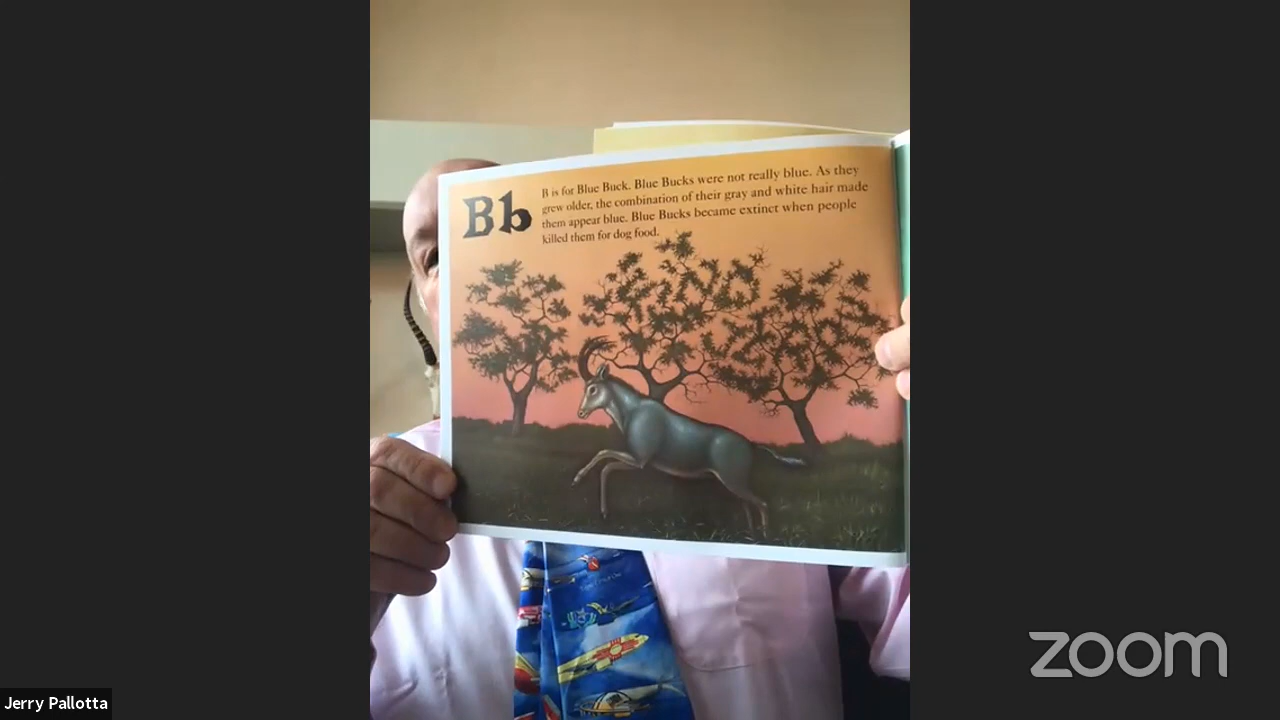 Bb
B is for Blue Buck. Blue Bucks were not really blue. As they
grew older, the combination of their gray and white hair made
them appear blue. Blue Bucks became extinct when people
killed them for dog food.
zoom
Jerry Pallotta